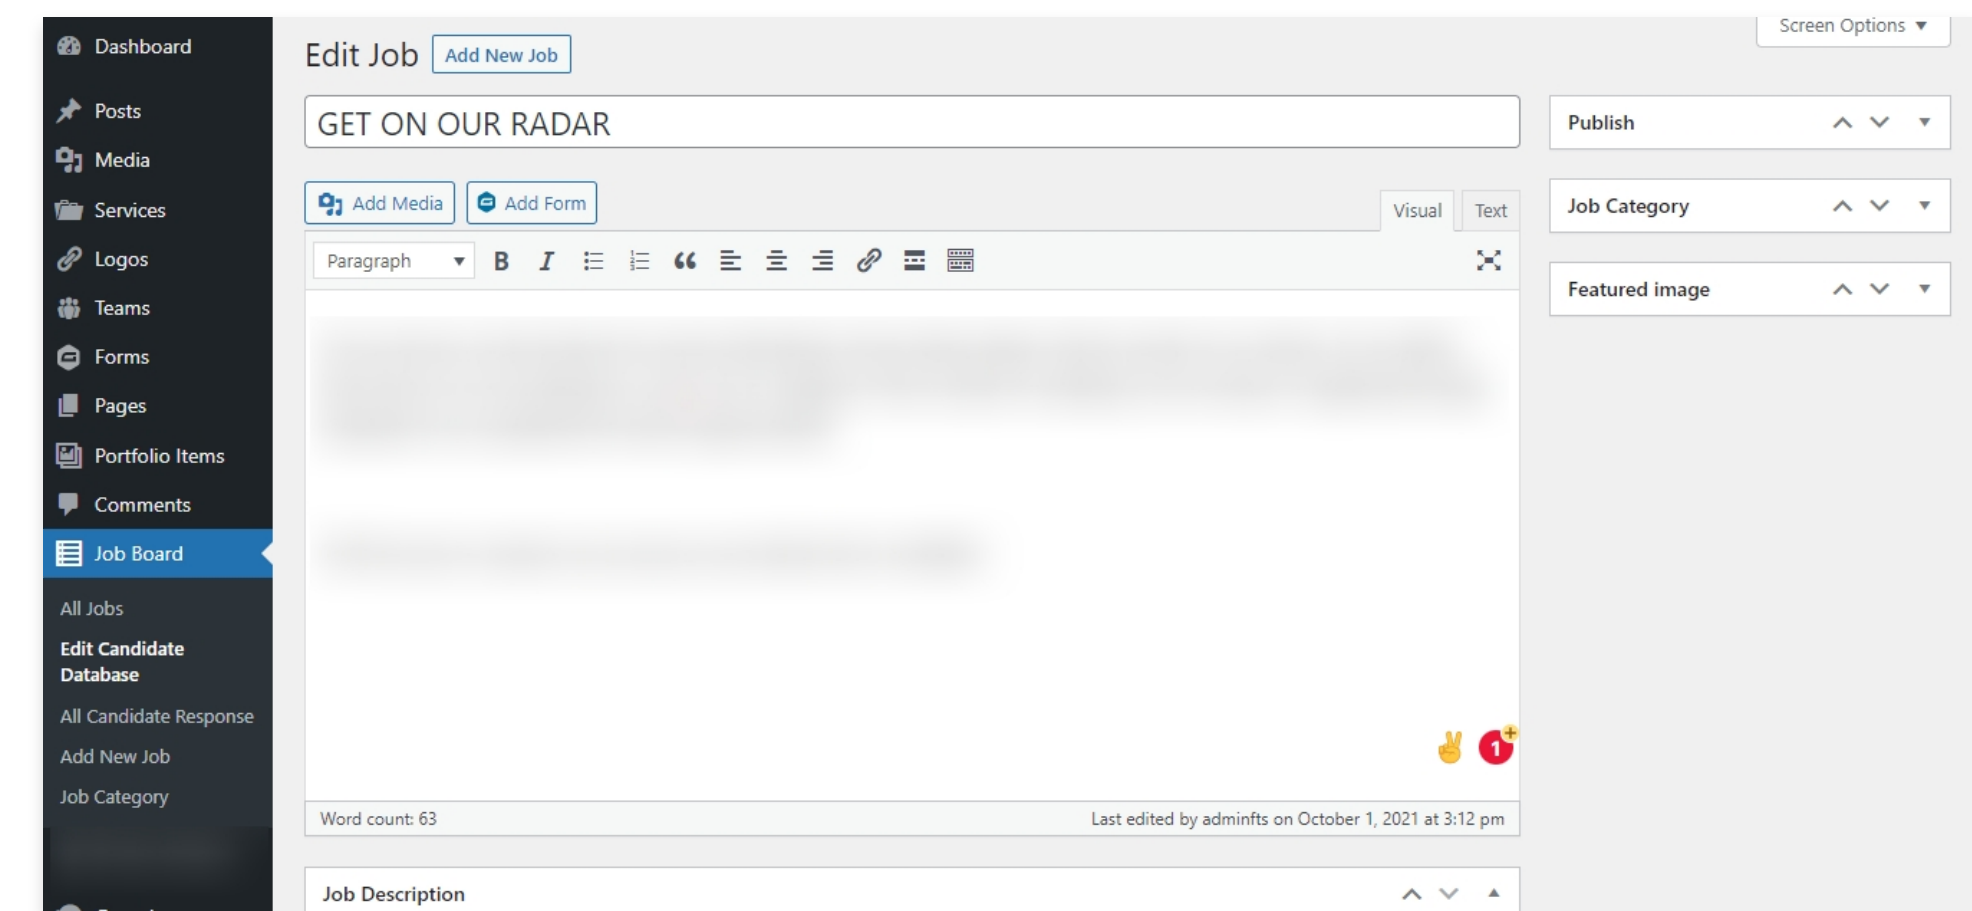 Dashboard
Posts
Media
Services
Logos
Teams
Forms
Pages
Portfolio Items
Comments
Job Board
All Jobs
Edit Candidate
Database
All Candidate Response
Add New Job
Job Category
Screen Options
Edit Job Add New Job
GET ON OUR RADAR
Add Media Add Form
Visual Text
Paragraph B I
1
Word count: 63 Last edited by adminfts on October 1, 2021 at 3:12 pm
Job Description
Publish
Job Category
Featured image